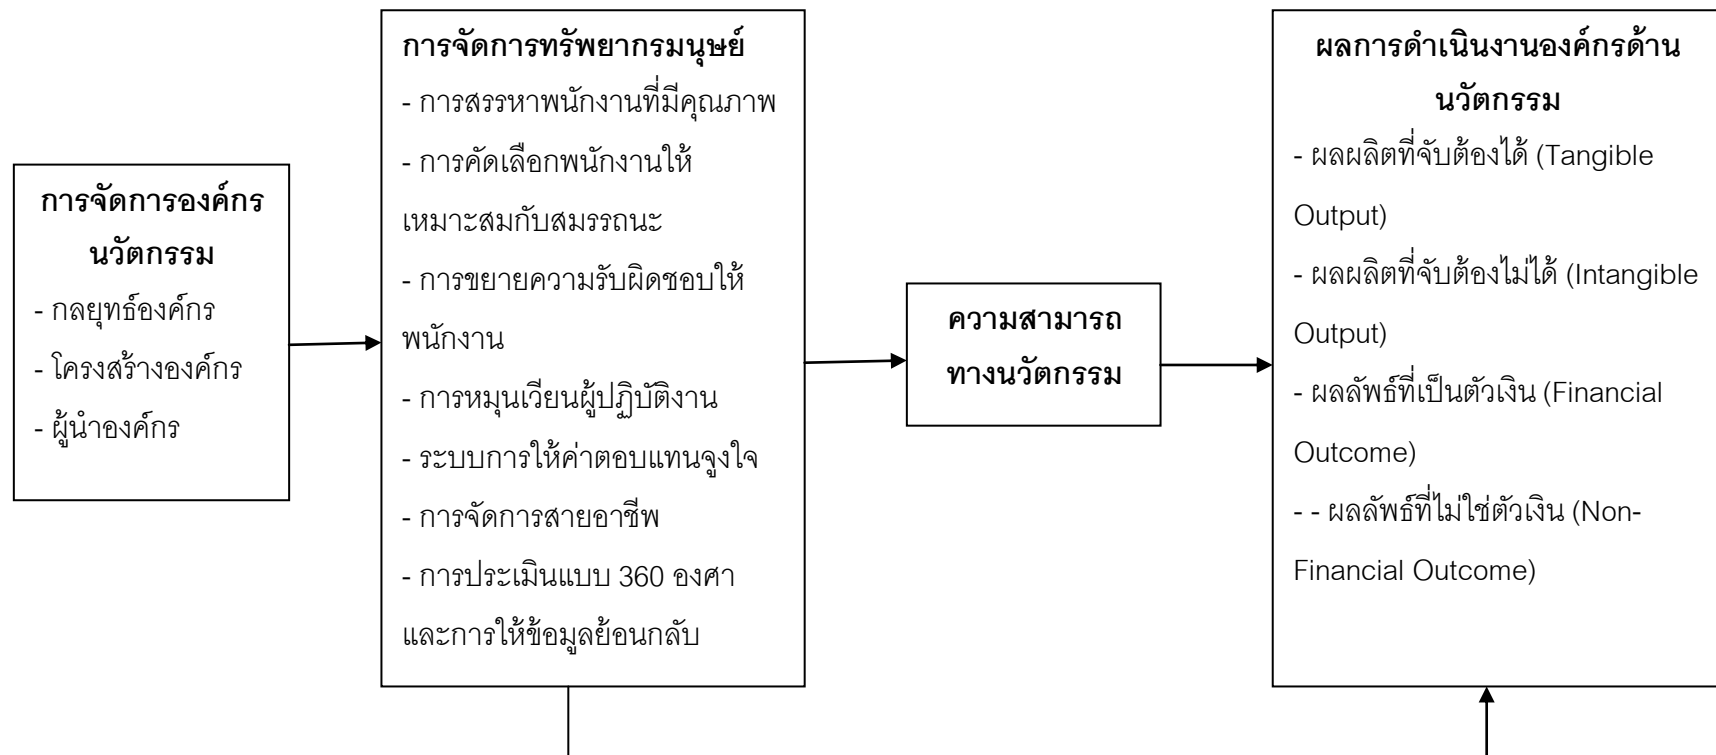 การจัดการองค์กร
นวัตกรรม
- กลยุทธ์องค์กร
- โครงสร้างองค์กร
- ผู้นำองค์กร
การจัดการทรัพยากรมนุษย์
- การสรรหาพนักงานที่มีคุณภาพ
- การคัดเลือกพนักงานให้
เหมาะสมกับสมรรถนะ
- การขยายความรับผิดชอบให้
พนักงาน
- การหมุนเวียนผู้ปฏิบัติงาน
- ระบบการให้ค่าตอบแทนจูงใจ
- การจัดการสายอาชีพ
- การประเมินแบบ 360 องศา
และการให้ข้อมูลย้อนกลับ
ความสามารถ
ทางนวัตกรรม
ผลการดำเนินงานองค์กรด้าน
นวัตกรรม
- ผลผลิตที่จับต้องได้ (Tangible
Output)
- ผลผลิตที่จับต้องไม่ได้ (Intangible
Output)
- ผลลัพธ์ที่เป็นตัวเงิน (Financial
Outcome)
- - ผลลัพธ์ที่ไม่ใช่ตัวเงิน (Non-
Financial Outcome)